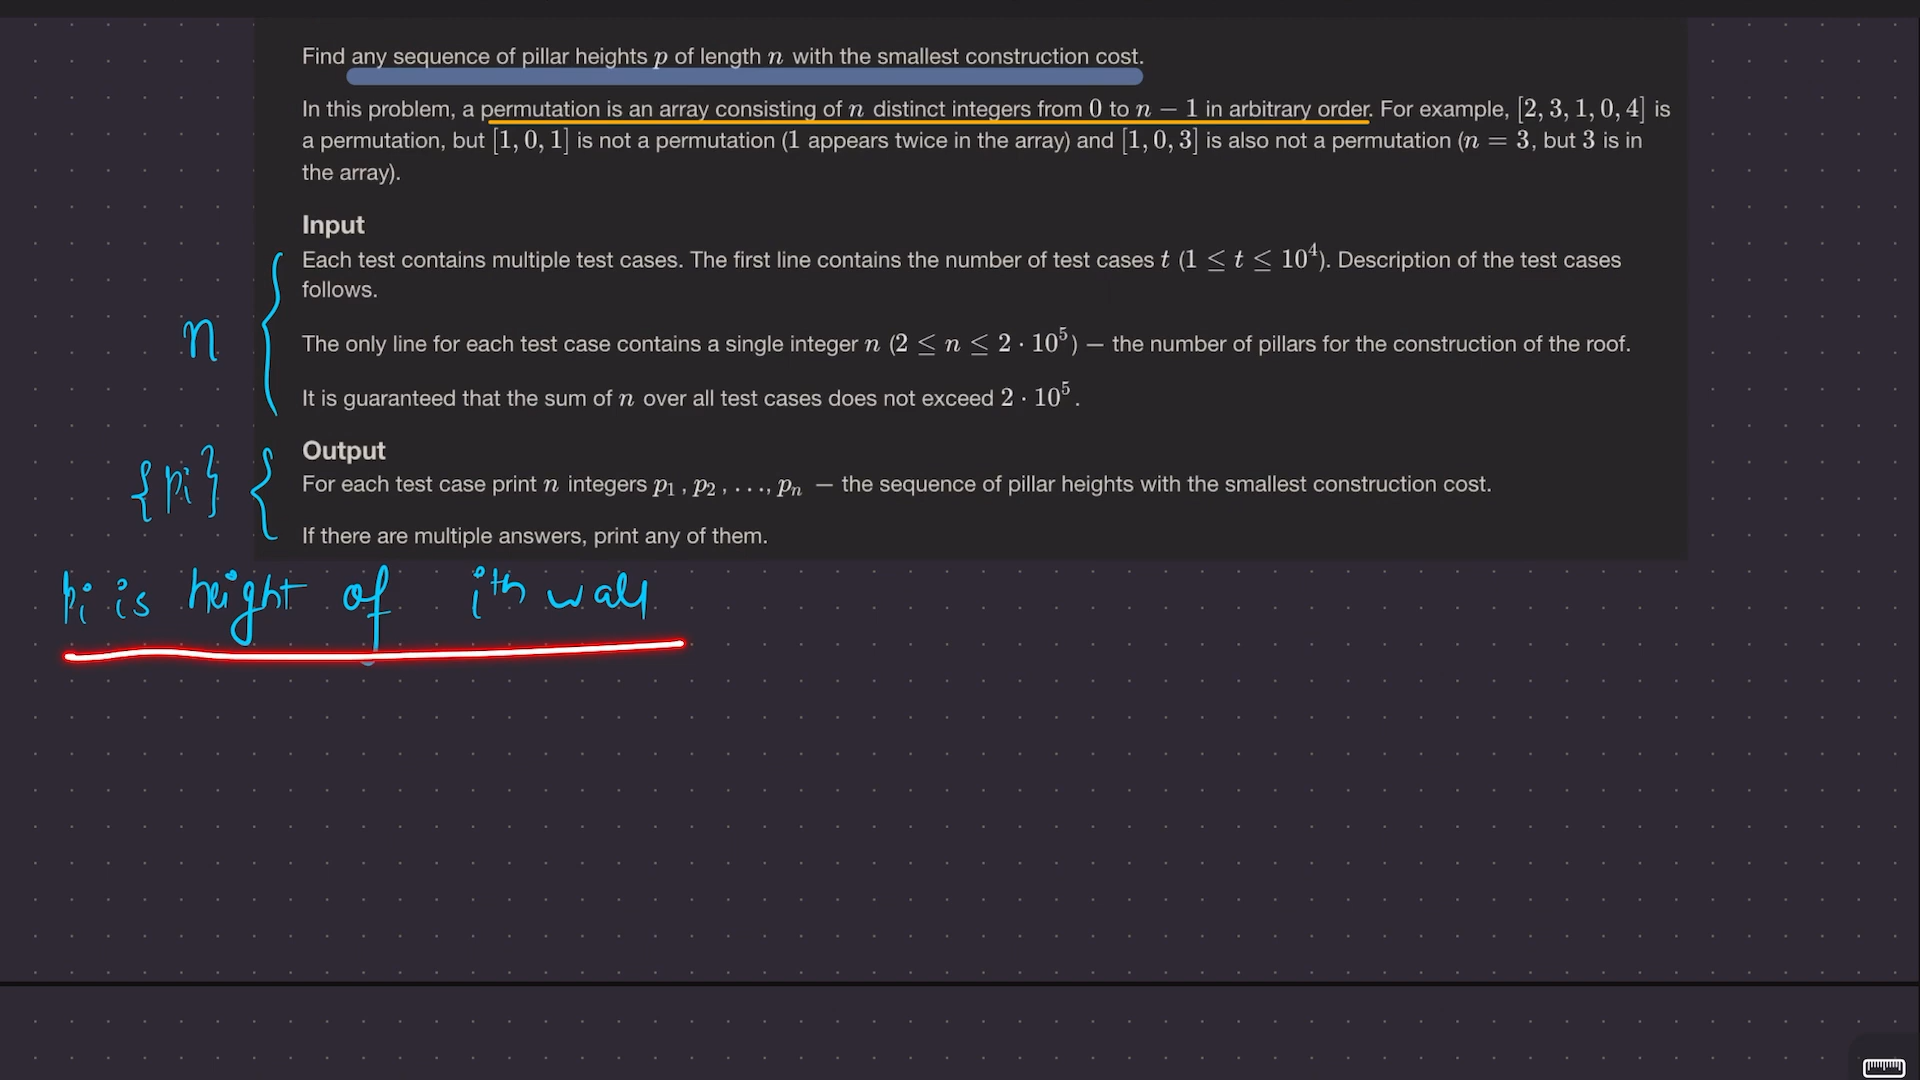 Find any sequence of pillar heights p of length n with the smallest construction cost.
In this problem, a permutation is an array consisting of n distinct integers from 0 to n − 1 in arbitrary order. For example, [2, 3, 1, 0, 4] is
a permutation, but [1, 0, 1] is not a permutation (1 appears twice in the array) and [1, 0, 3] is also not a permutation (n = 3, but 3 is in
the array).
Input
Each test contains multiple test cases. The first line contains the number of test cases t (1 ≤ t ≤ 10⁴). Description of the test cases
follows.
n
The only line for each test case contains a single integer n (2 ≤ n ≤ 2 · 10⁵) — the number of pillars for the construction of the roof.
It is guaranteed that the sum of n over all test cases does not exceed 2 · 10⁵.
Output
{pi}
For each test case print n integers p₁, p₂, . . ., pₙ — the sequence of pillar heights with the smallest construction cost.
If there are multiple answers, print any of them.
pi is height of ith wall